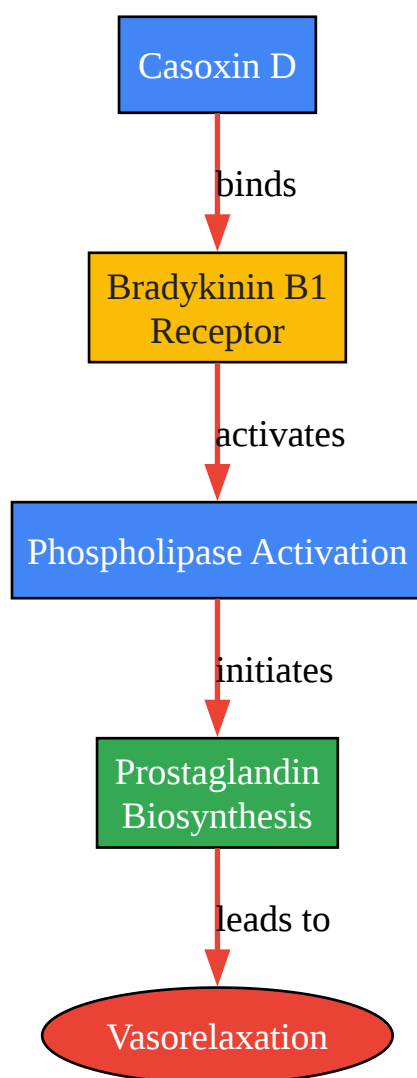 Casoxin D
binds
Bradykinin B1
Receptor
activates
Phospholipase Activation
initiates
Prostaglandin
Biosynthesis
leads to
Vasorelaxation